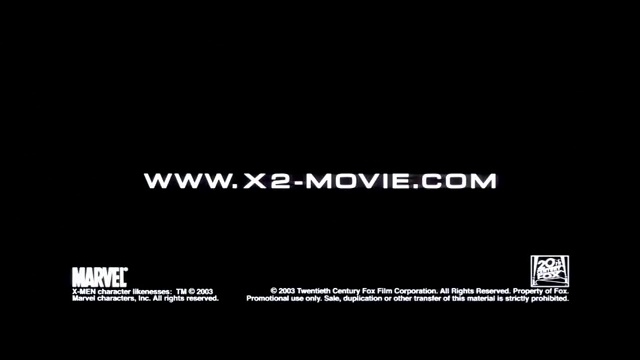 WWW.X2-MOVIE.COM
MARVEL
X-MEN character likenesses: TM © 2003
Marvel characters, Inc. All rights reserved.
20th
CENTURY
FOX
© 2003 Twentieth Century Fox Film Corporation. All Rights Reserved. Property of Fox.
Promotional use only. Sale, duplication or other transfer of this material is strictly prohibited.